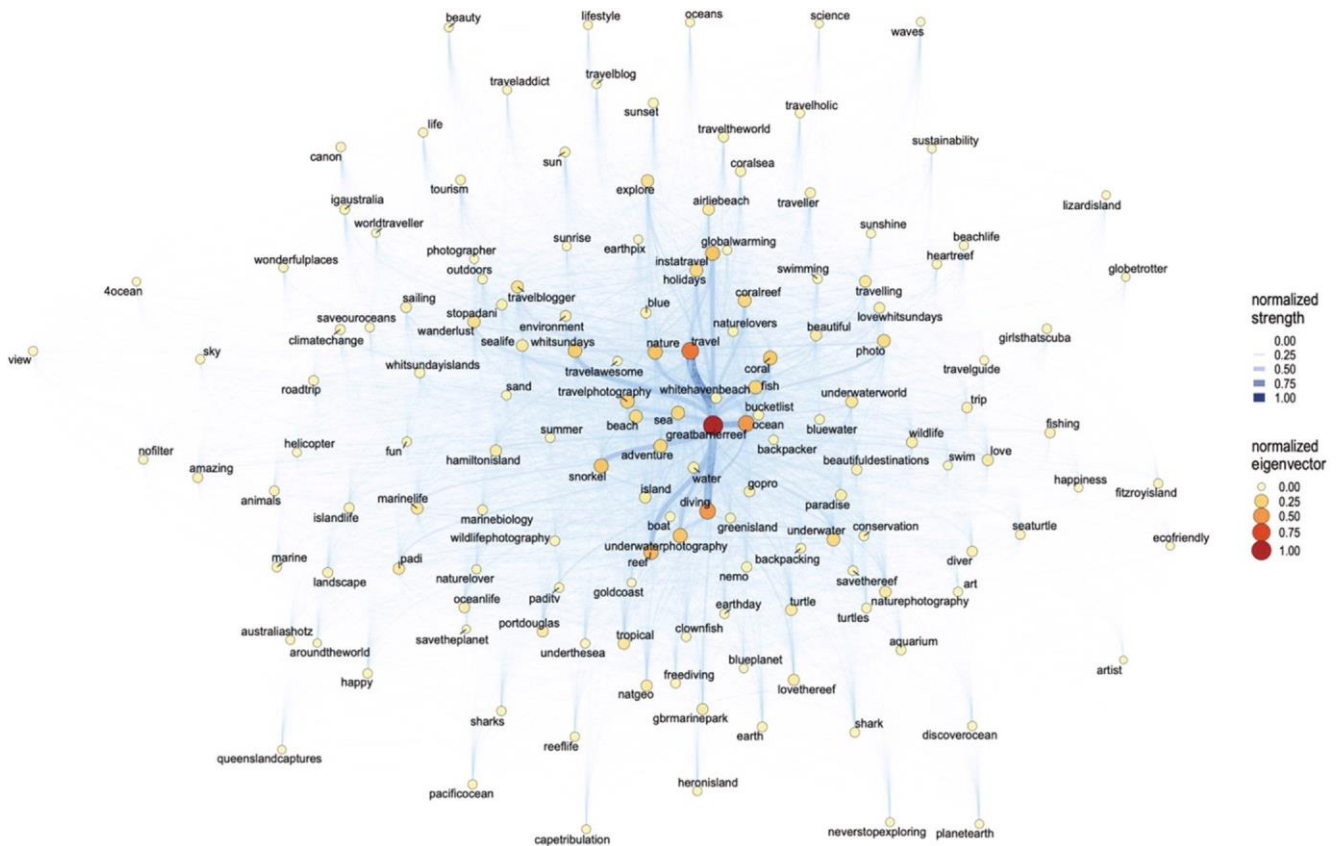 beauty
lifestyle
oceans
science
waves
traveladdict
travelblog
sunset
travelholic
life
traveltheworld
sustainability
canon
sun
coralsea
tourism
explore
igaustralia
airliebeach
traveller
lizardisland
worldtraveller
sunshine
beachlife
photographer
sunrise
earthpix
globalwarming
heartreef
wonderfulplaces
outdoors
instatravel
holidays
swimming
globetrotter
4ocean
sailing
travelblogger
blue
coralreef
travelling
saveouroceans
stopadani
lovewhitsundays
climatechange
wanderlust
environment
naturelovers
beautiful
girlsthatscuba
view
sky
sealife
whitsundays
nature
travel
photo
whitsundayislands
travelawesome
coral
travelguide
roadtrip
sand
travelphotography
whitehavenbeach
fish
underwaterworld
trip
beach
sea
bucketlist
ocean
bluewater
fishing
helicopter
fun
summer
greatbarrierreef
wildlife
nofilter
amazing
hamiltonisland
adventure
backpacker
beautifuldestinations
swim
love
snorkel
water
happiness
fitzroyisland
animals
islandlife
marinelife
island
gopro
paradise
marinebiology
diving
wildlifephotography
boat
greenisland
underwater
conservation
seaturtle
ecofriendly
marine
landscape
padi
underwaterphotography
reef
backpacking
diver
naturelover
paditv
goldcoast
nemo
savethereef
art
oceanlife
earthday
turtle
naturephotography
australiashotz
savetheplanet
portdouglas
tropical
clownfish
turtles
aroundtheworld
underthesea
aquarium
happy
freediving
blueplanet
artist
natgeo
lovethereef
sharks
gbrmarinepark
queenslandcaptures
reeflife
earth
shark
discoverocean
pacificocean
heronisland
capetribulation
neverstopexploring
planetearth
normalized
strength
0.00
0.25
0.50
0.75
1.00
normalized
eigenvector
0.00
0.25
0.50
0.75
1.00